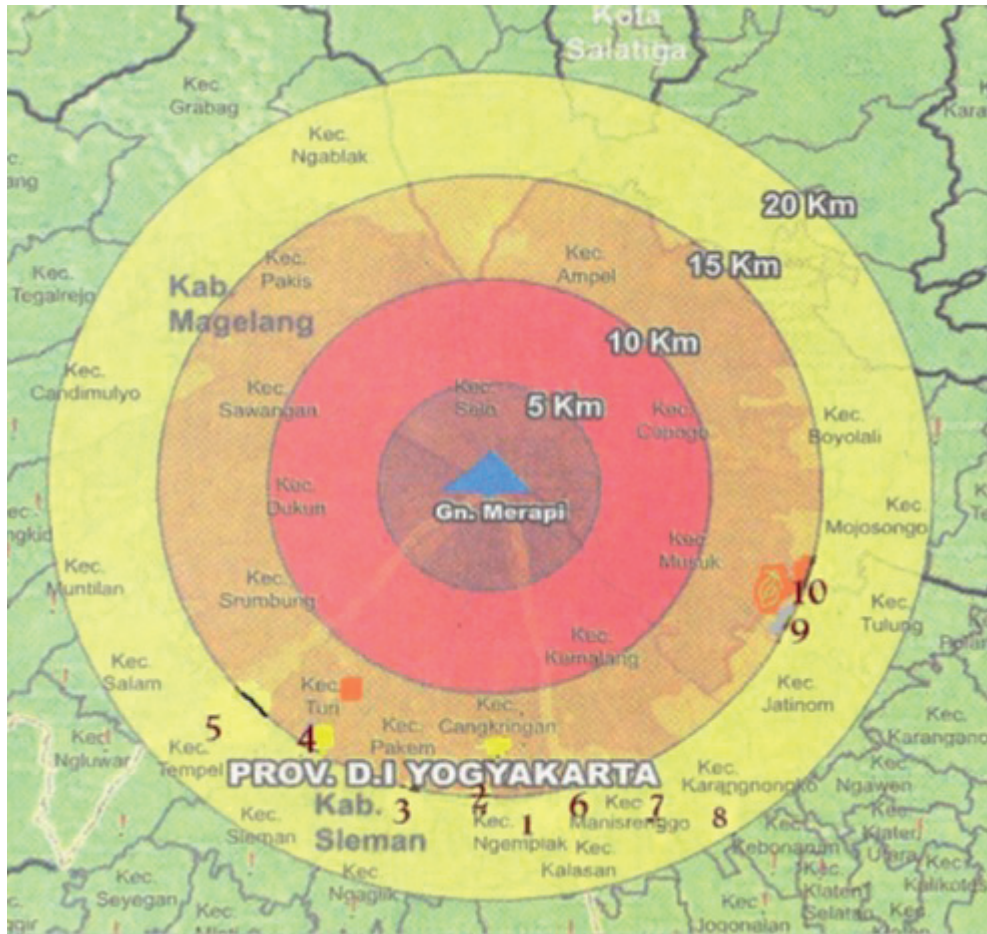 Kota
Salatiga
Kec.
Grabag
Kec.
Ngablak
20 Km
15 Km
Kec.
Pakis
Kec.
Ampel
Kec.
Tegalrejo
Kab.
Magelang
10 Km
Kec.
Candimulyo
Kec.
Sawangan
Kec.
Selo
5 Km
Kec.
Cepogo
Kec.
Boyolali
Kec.
Dukun
Gn. Merapi
Kec.
Mojosongo
Kec.
Musuk
Kec.
Muntilan
Kec.
Srumbung
10
9
Kec.
Tulung
Kec.
Kemalang
Kec.
Salam
Kec.
Turi
Kec.
Cangkringan
Kec.
Jatinom
5
4
Kec.
Pakem
Kec.
Ngluwar
Kec.
Tempel
PROV. D.I YOGYAKARTA
Kec.
Karangnongko
Kec.
Ngawen
Kec.
Karangano
Kab.
Sleman
3
2
1
6
7
8
Kec.
Sleman
Kec.
Ngemplak
Kec.
Manisrenggo
Kec.
Kebonarum
Kec.
Klaten
Utara
Kec.
Kalikotes
Kec.
Kalasan
Kec.
Seyegan
Kec.
Ngaglik
Kec.
Klaten
Selatan
Kec.
Jogonalan
Kec.